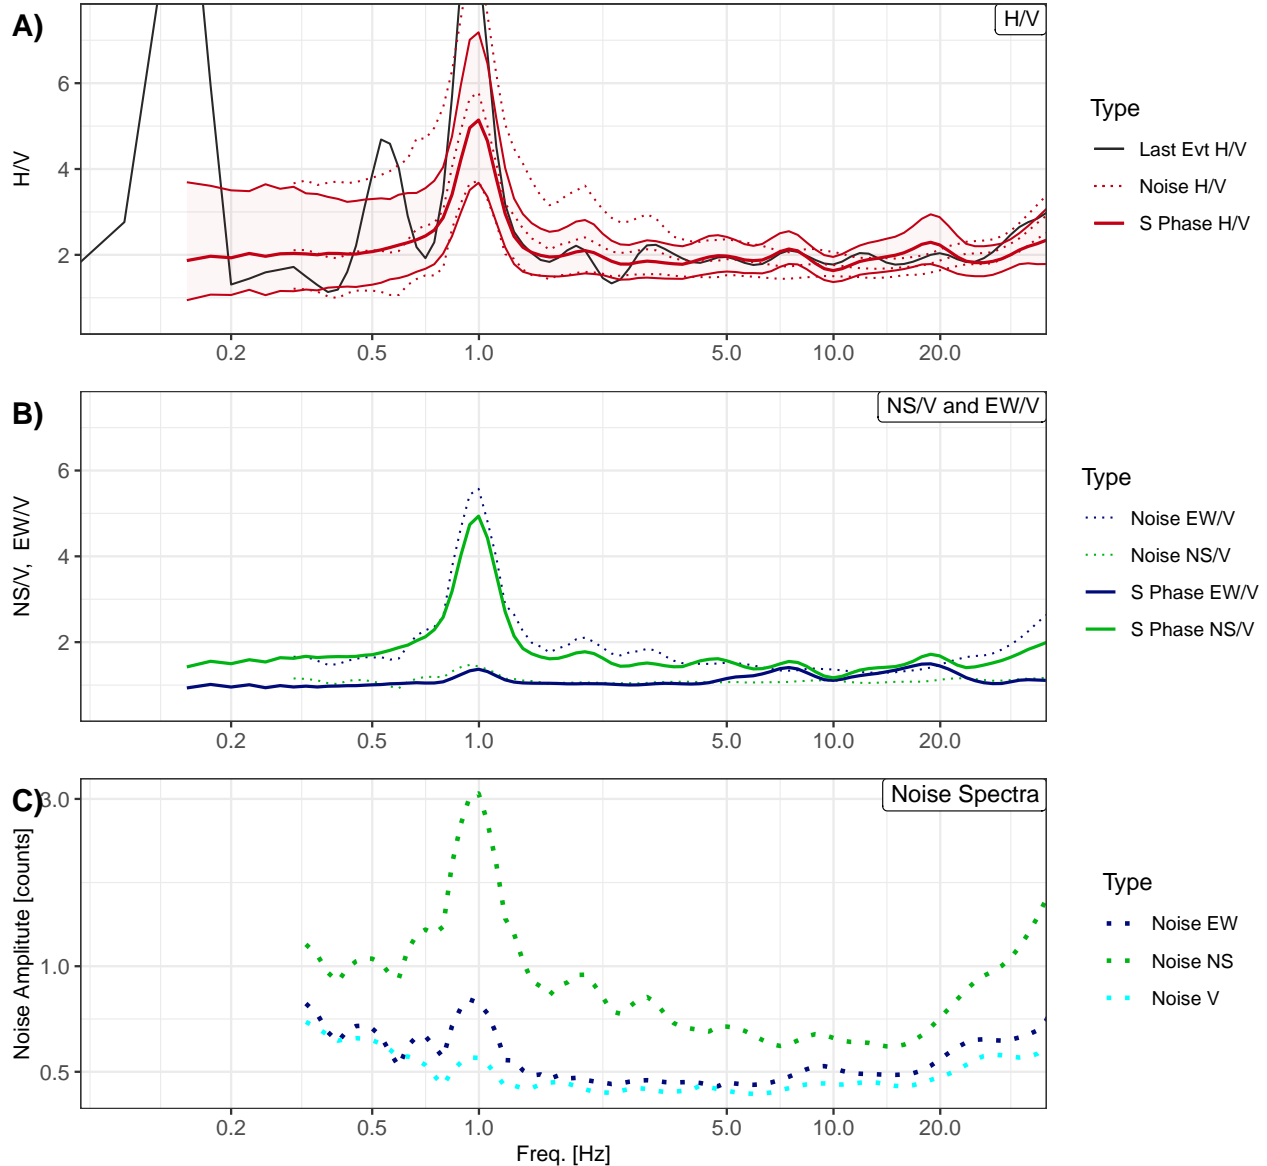 A)
H/V
6
4
2
H/V
0.2
0.5
1.0
5.0
10.0
20.0
Type
Last Evt H/V
Noise H/V
S Phase H/V
B)
NS/V and EW/V
6
4
2
NS/V,  EW/V
0.2
0.5
1.0
5.0
10.0
20.0
Type
Noise EW/V
Noise NS/V
S Phase EW/V
S Phase NS/V
C)
Noise Spectra
3.0
1.0
0.5
Noise Amplitute [counts]
0.2
0.5
1.0
5.0
10.0
20.0
Freq. [Hz]
Type
Noise EW
Noise NS
Noise V